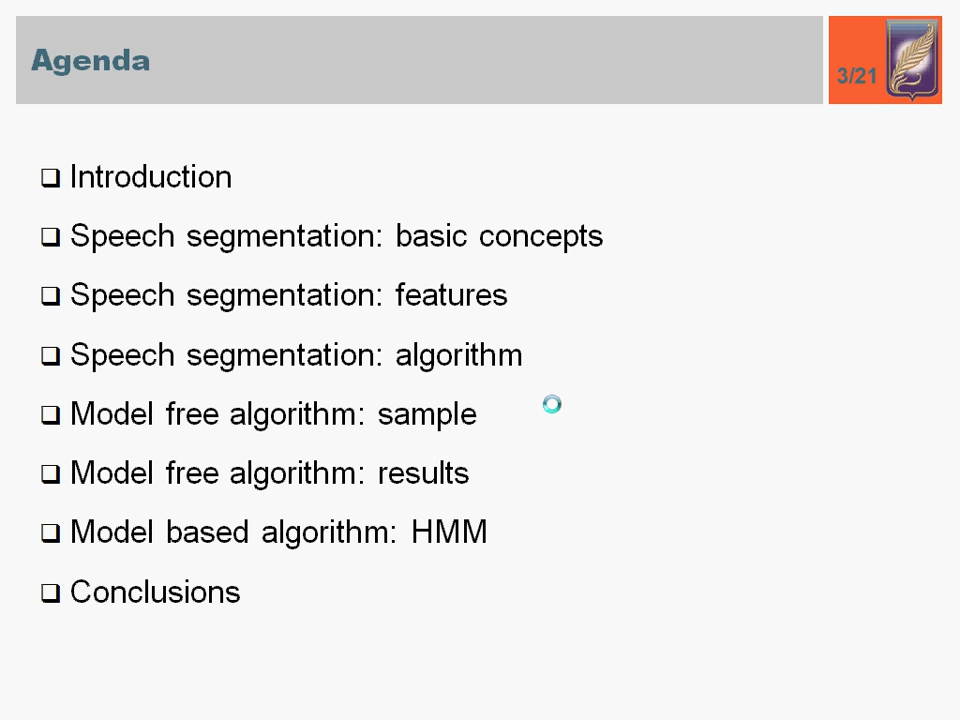 Agenda
3/21
Introduction
Speech segmentation: basic concepts
Speech segmentation: features
Speech segmentation: algorithm
Model free algorithm: sample
Model free algorithm: results
Model based algorithm: HMM
Conclusions